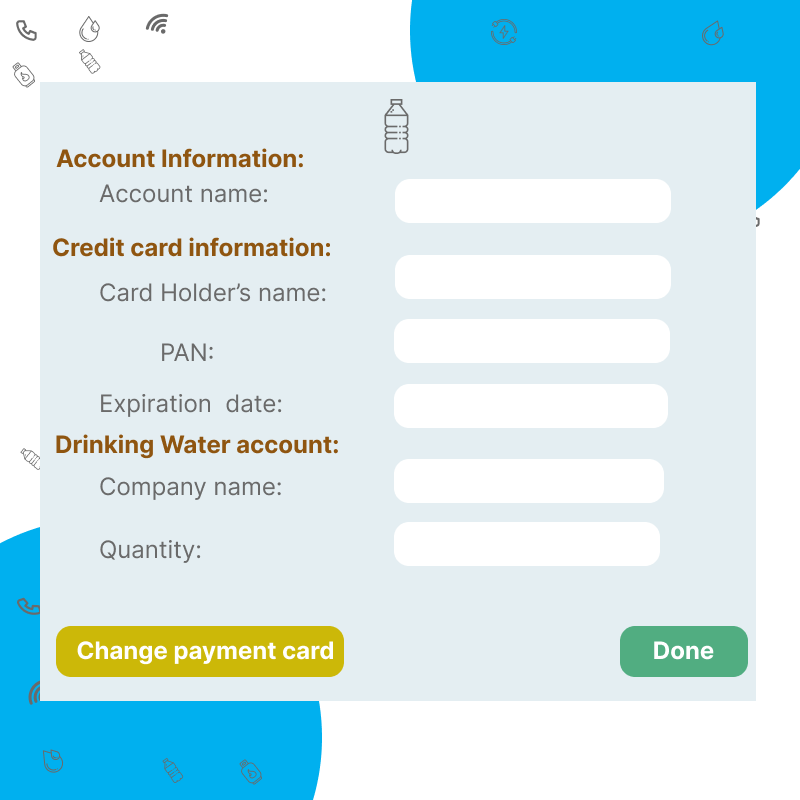 Account Information:
Account name:
Credit card information:
Card Holder’s name:
PAN:
Expiration  date:
Drinking Water account:
Company name:
Quantity:
Change payment card
Done